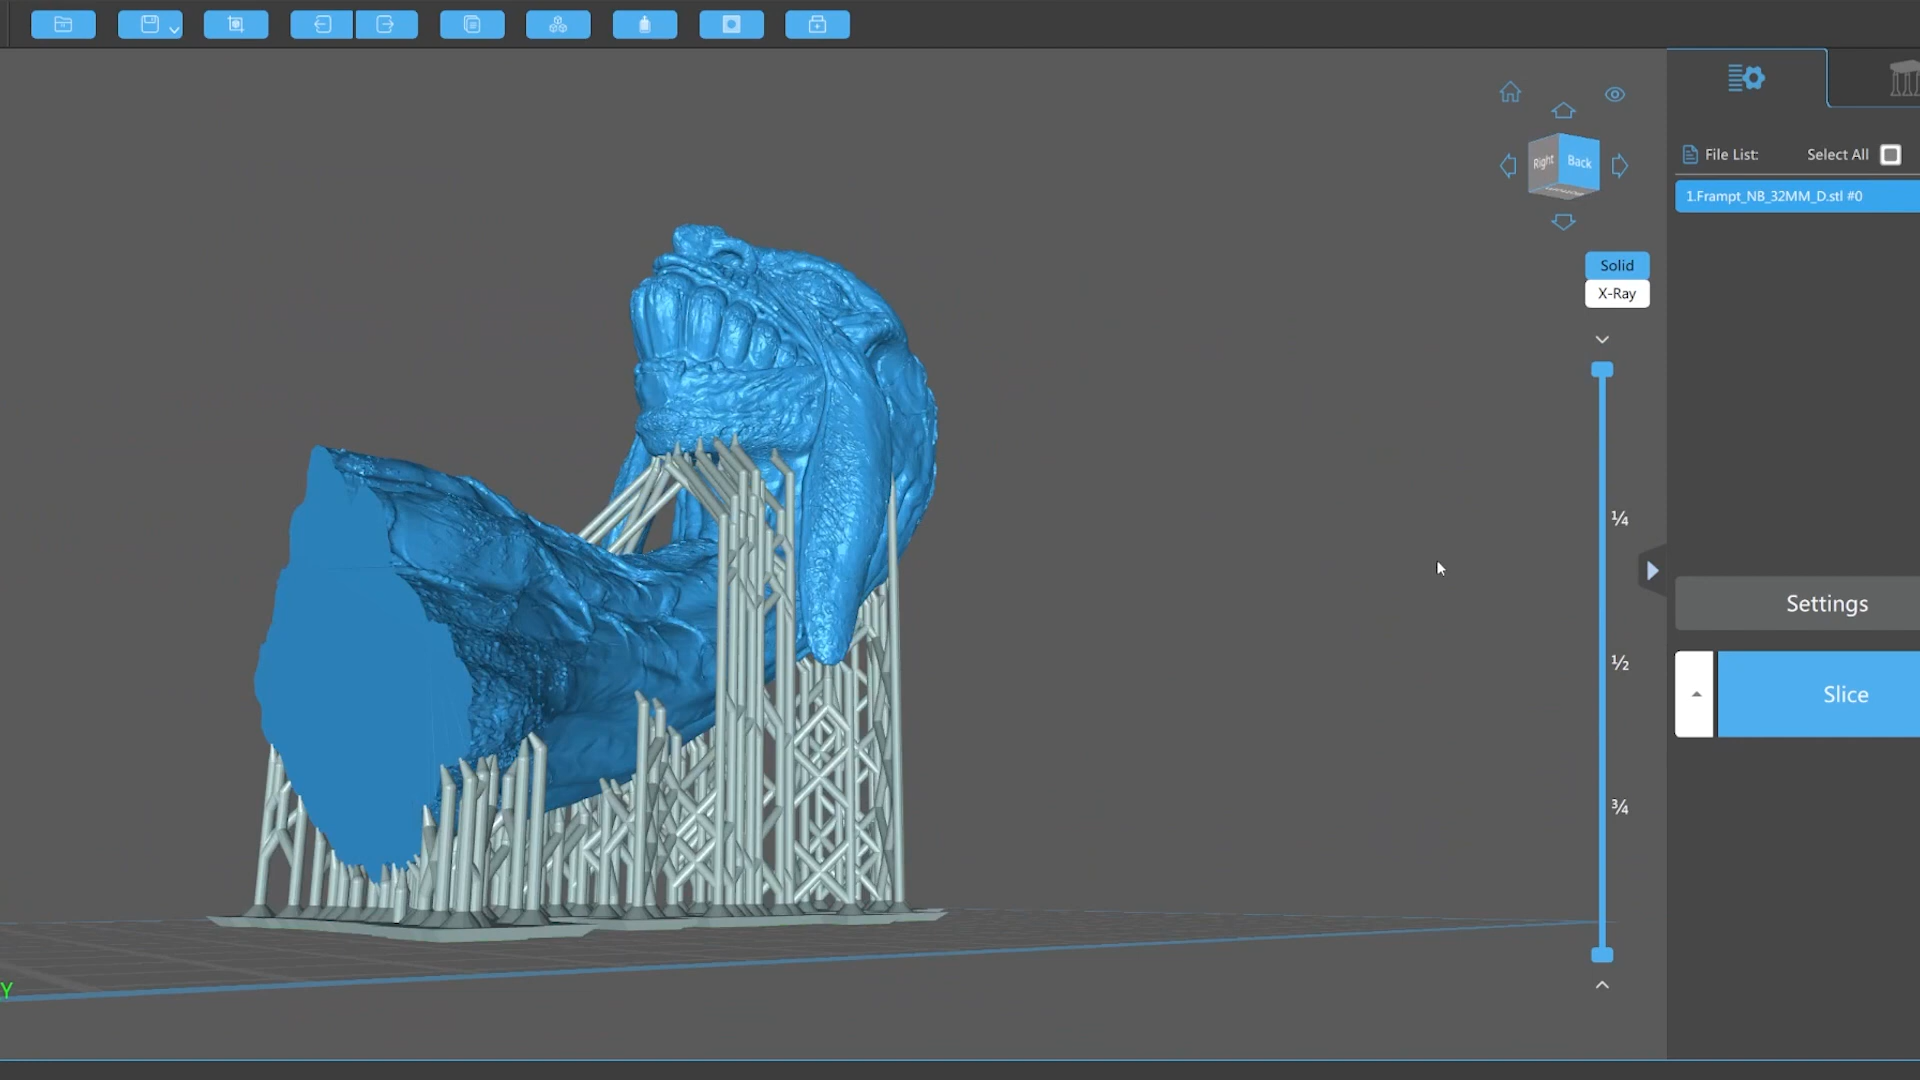 File List:
Select All
1.Frampt_NB_32MM_D.stl #0
Right
Back
Solid
X-Ray
¼
½
¾
Settings
Slice
Y